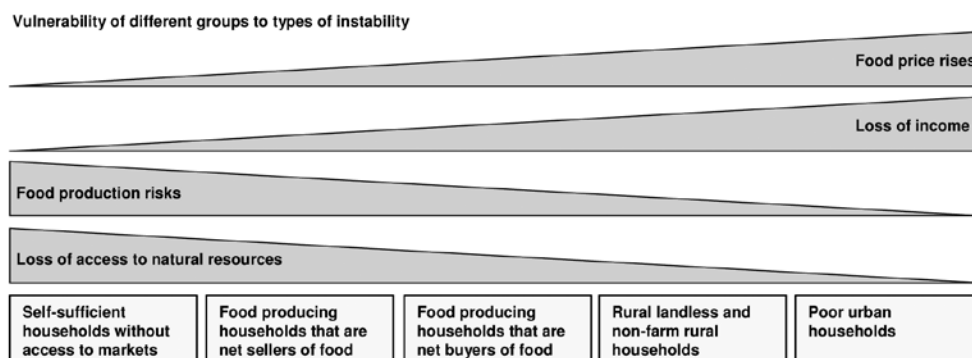 Vulnerability of different groups to types of instability
Food price rises
Loss of income
Food production risks
Loss of access to natural resources
Self-sufficient
households without
access to markets
Food producing
households that are
net sellers of food
Food producing
households that are
net buyers of food
Rural landless and
non-farm rural
households
Poor urban
households